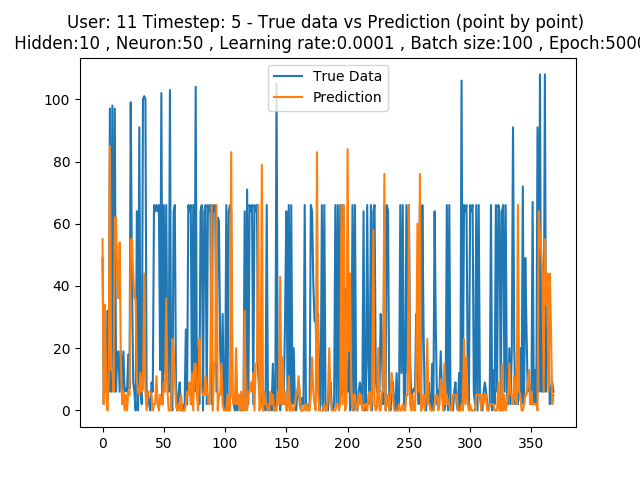 User: 11 Timestep: 5 - True data vs Prediction (point by point)
Hidden:10 , Neuron:50 , Learning rate:0.0001 , Batch size:100 , Epoch:5000
True Data
Prediction
100
80
60
40
20
0
0 50 100 150 200 250 300 350